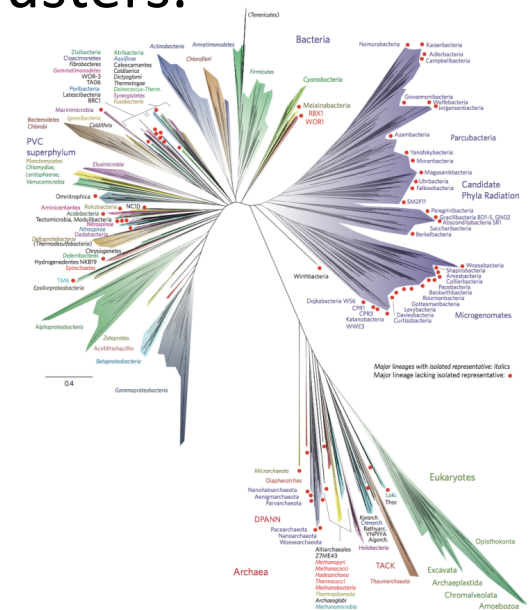 usters:
(Tenericutes)
Bacteria
Actinobacteria
Armatimonadetes
Chloroflexi
Firmicutes
Cyanobacteria
Melainabacteria
RBX1
WOR1
Zixibacteria
Cloacimonetes
Fibrobacteres
Gemmatimonadetes
WOR-3
TA06
Poribacteria
Latescibacteria
BRC1
Atribacteria
Aquificae
Calescamantes
Caldiserica
Dictyoglomi
Thermotogae
Deinococcus-Therm.
Synergistetes
Fusobacteria
Marinimicrobia
Bacteroidetes
Chlorobi
Ignavibacteria
Caldithrix
PVC
superphylum
Planctomycetes
Chlamydiae,
Lentisphaerae,
Verrucomicrobia
Elusimicrobia
Omnitrophica
Aminicenantes
Rokubacteria
NC10
Acidobacteria
Tectomicrobia, Modulibacteria
Nitrospinae
Nitrospirae
Dadabacteria
Deltaproteobacteria
(Thermodesulfobacteria)
Chrysiogenetes
Deferribacteres
Hydrogenedentes NKB19
Spirochaetes
TM6
Epsilonproteobacteria
Alphaproteobacteria
Zetaproteo.
Acidithiobacillia
Betaproteobacteria
Gammaproteobacteria
0.4
Nomurabacteria
Kaiserbacteria
Adlerbacteria
Campbellbacteria
Giovannonibacteria
Wolfebacteria
Jorgensenbacteria
Azambacteria
Parcubacteria
Yanofskybacteria
Moranbacteria
Magasanikbacteria
Uhrbacteria
Falkowbacteria
Candidate
Phyla Radiation
SM2F11
Peregrinibacteria
Gracilibacteria BD1-5, GN02
Absconditabacteria SR1
Saccharibacteria
Berkelbacteria
Woesebacteria
Shapirobacteria
Amesbacteria
Collierbacteria
Pacebacteria
Beckwithbacteria
Roizmanbacteria
Gottesmanbacteria
Levybacteria
Daviesbacteria
Curtissbacteria
Microgenomates
Wirthbacteria
Dojkabacteria WS6
CPR1
CPR3
Katanobacteria
WWE3
Major lineages with isolated representative: italics
Major lineage lacking isolated representative:
Micrarchaeota
Diapherotrites
Nanohaloarchaeota
Aenigmarchaeota
Parvarchaeota
DPANN
Pacearchaeota
Nanoarchaeota
Woesearchaeota
Altiarchaeales
Z7ME43
Methanopyri
Methanococci
Hadesarchaea
Thermococci
Methanobacteria
Thermoplasmata
Archaeoglobi
Methanomicrobia
Halobacteria
Archaea
Loki.
Thor.
Korarch.
Crenarch.
Bathyarc.
YNPFFA
Aigarch.
TACK
Thaumarchaeota
Eukaryotes
Opisthokonta
Excavata
Archaeplastida
Chromalveolata
Amoebozoa